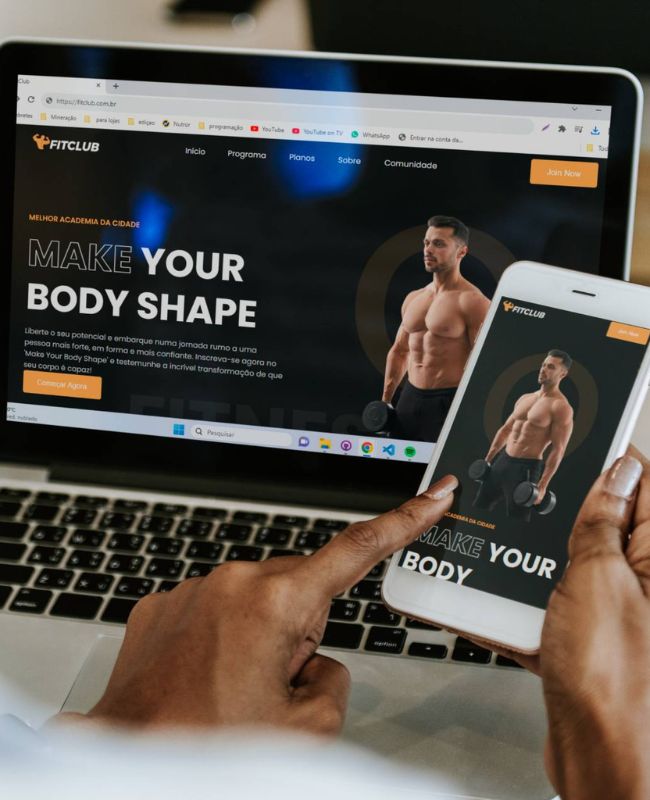 Club
https://fitclub.com.br
Mineração para lojas edição Nutror programação YouTube YouTube on TV WhatsApp Entrar na conta da...
FITCLUB Início Programa Planos Sobre Comunidade Join Now
MELHOR ACADEMIA DA CIDADE
MAKE YOUR
BODY SHAPE
Liberte o seu potencial e embarque numa jornada rumo a uma
pessoa mais forte, em forma e mais confiante. Inscreva-se agora no
'Make Your Body Shape' e testemunhe a incrível transformação de que
seu corpo é capaz!
Começar Agora
FITNES
Pesquisar
FITCLUB
Join Now
ACADEMIA DA CIDADE
MAKE YOUR
BODY